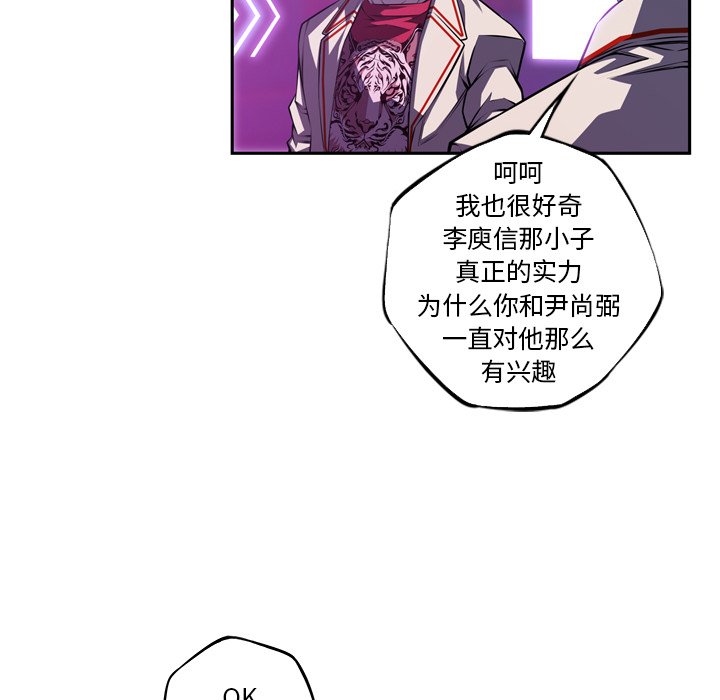 呵呵
我也很好奇
李庾信那小子
真正的实力
为什么你和尹尚弼
一直对他那么
有兴趣
OK